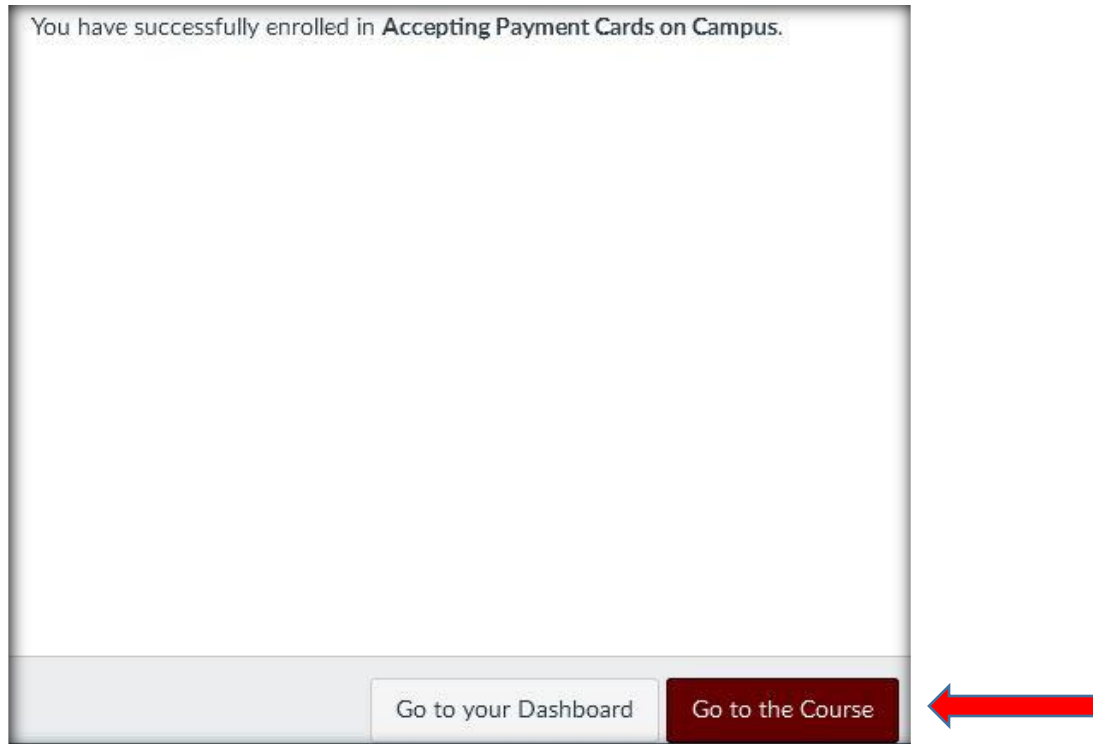 You have successfully enrolled in Accepting Payment Cards on Campus.
Go to your Dashboard
Go to the Course